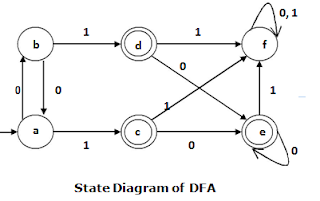 0, 1
b 1 d 1 f
0 0 0
1 1
a 1 c 0 e 0
State Diagram of DFA